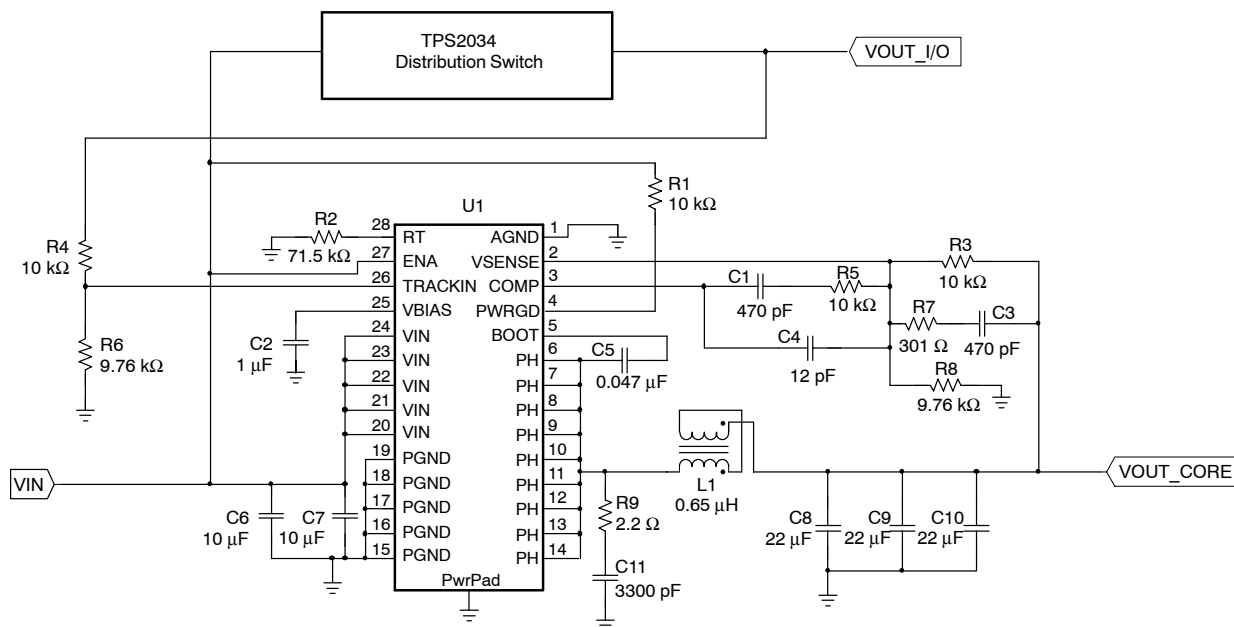 TPS2034
Distribution Switch
VOUT_I/O
R1
10 kΩ
U1
R4
10 kΩ
R2
71.5 kΩ
28
RT
AGND
1
27
ENA
VSENSE
2
26
TRACKIN
COMP
3
25
VBIAS
PWRGD
4
24
VIN
BOOT
5
23
VIN
PH
6
22
VIN
PH
7
21
VIN
PH
8
20
VIN
PH
9
19
PGND
PH
10
18
PGND
PH
11
17
PGND
PH
12
16
PGND
PH
13
15
PGND
PH
14
PwrPad
R3
10 kΩ
C1
470 pF
R5
10 kΩ
R7
301 Ω
C3
470 pF
C4
12 pF
R8
9.76 kΩ
C5
0.047 μF
R6
9.76 kΩ
C2
1 μF
VIN
C6
10 μF
C7
10 μF
L1
0.65 μH
R9
2.2 Ω
C11
3300 pF
C8
22 μF
C9
22 μF
C10
22 μF
VOUT_CORE